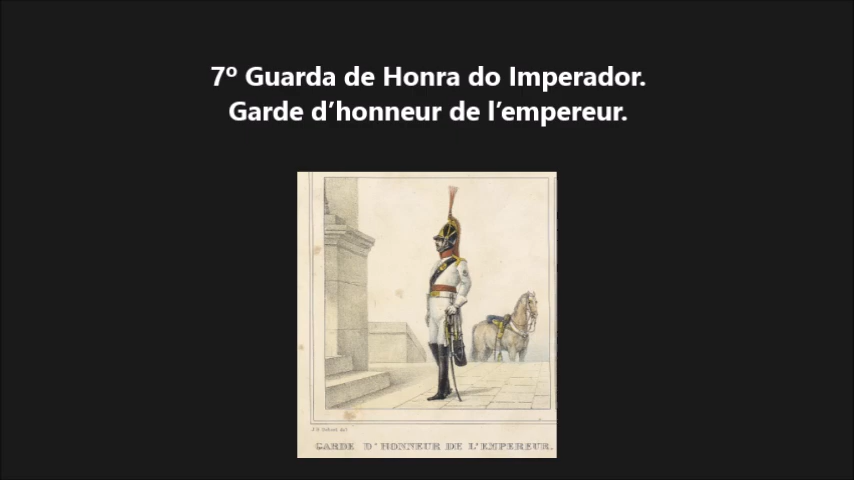 7º Guarda de Honra do Imperador.
Garde d’honneur de l’empereur.
GARDE D'HONNEUR DE L'EMPEREUR.